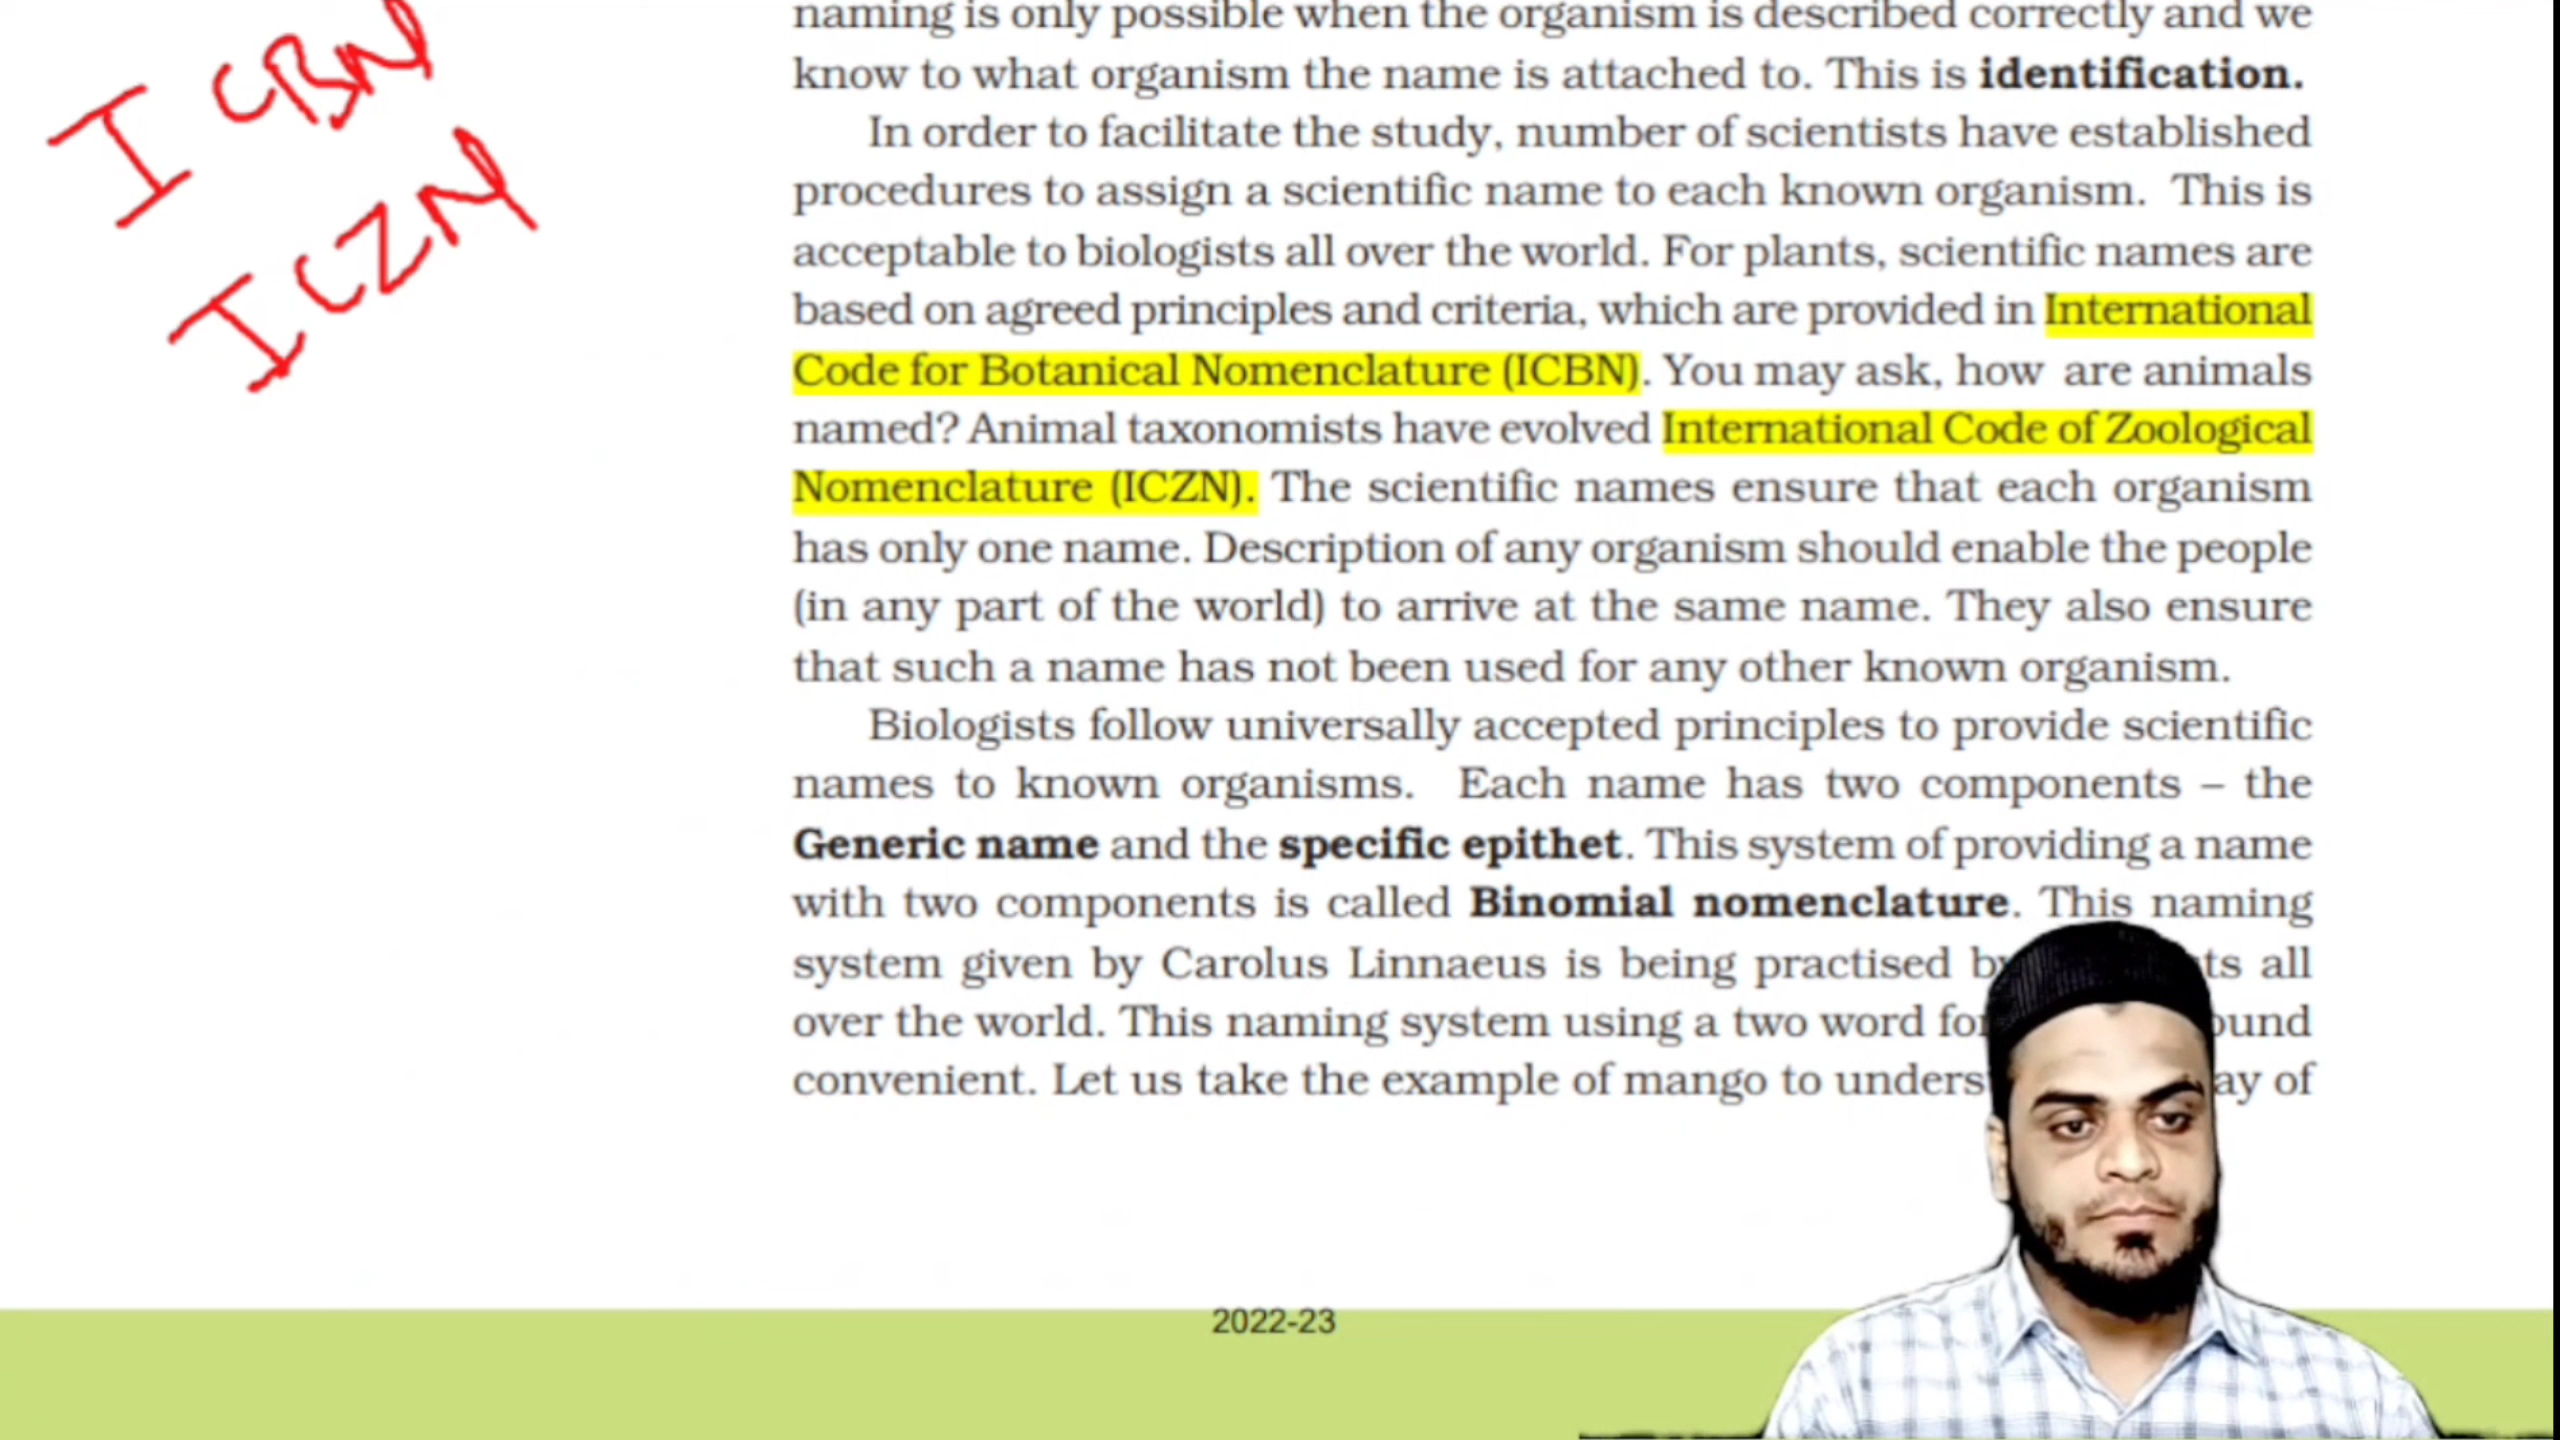 ICBN
ICZN
naming is only possible when the organism is described correctly and we
know to what organism the name is attached to. This is identification.
In order to facilitate the study, number of scientists have established
procedures to assign a scientific name to each known organism. This is
acceptable to biologists all over the world. For plants, scientific names are
based on agreed principles and criteria, which are provided in International
Code for Botanical Nomenclature (ICBN). You may ask, how are animals
named? Animal taxonomists have evolved International Code of Zoological
Nomenclature (ICZN). The scientific names ensure that each organism
has only one name. Description of any organism should enable the people
(in any part of the world) to arrive at the same name. They also ensure
that such a name has not been used for any other known organism.
Biologists follow universally accepted principles to provide scientific
names to known organisms. Each name has two components – the
Generic name and the specific epithet. This system of providing a name
with two components is called Binomial nomenclature. This naming
system given by Carolus Linnaeus is being practised all
over the world. This naming system using a two word
convenient. Let us take the example of mango to of
2022-23